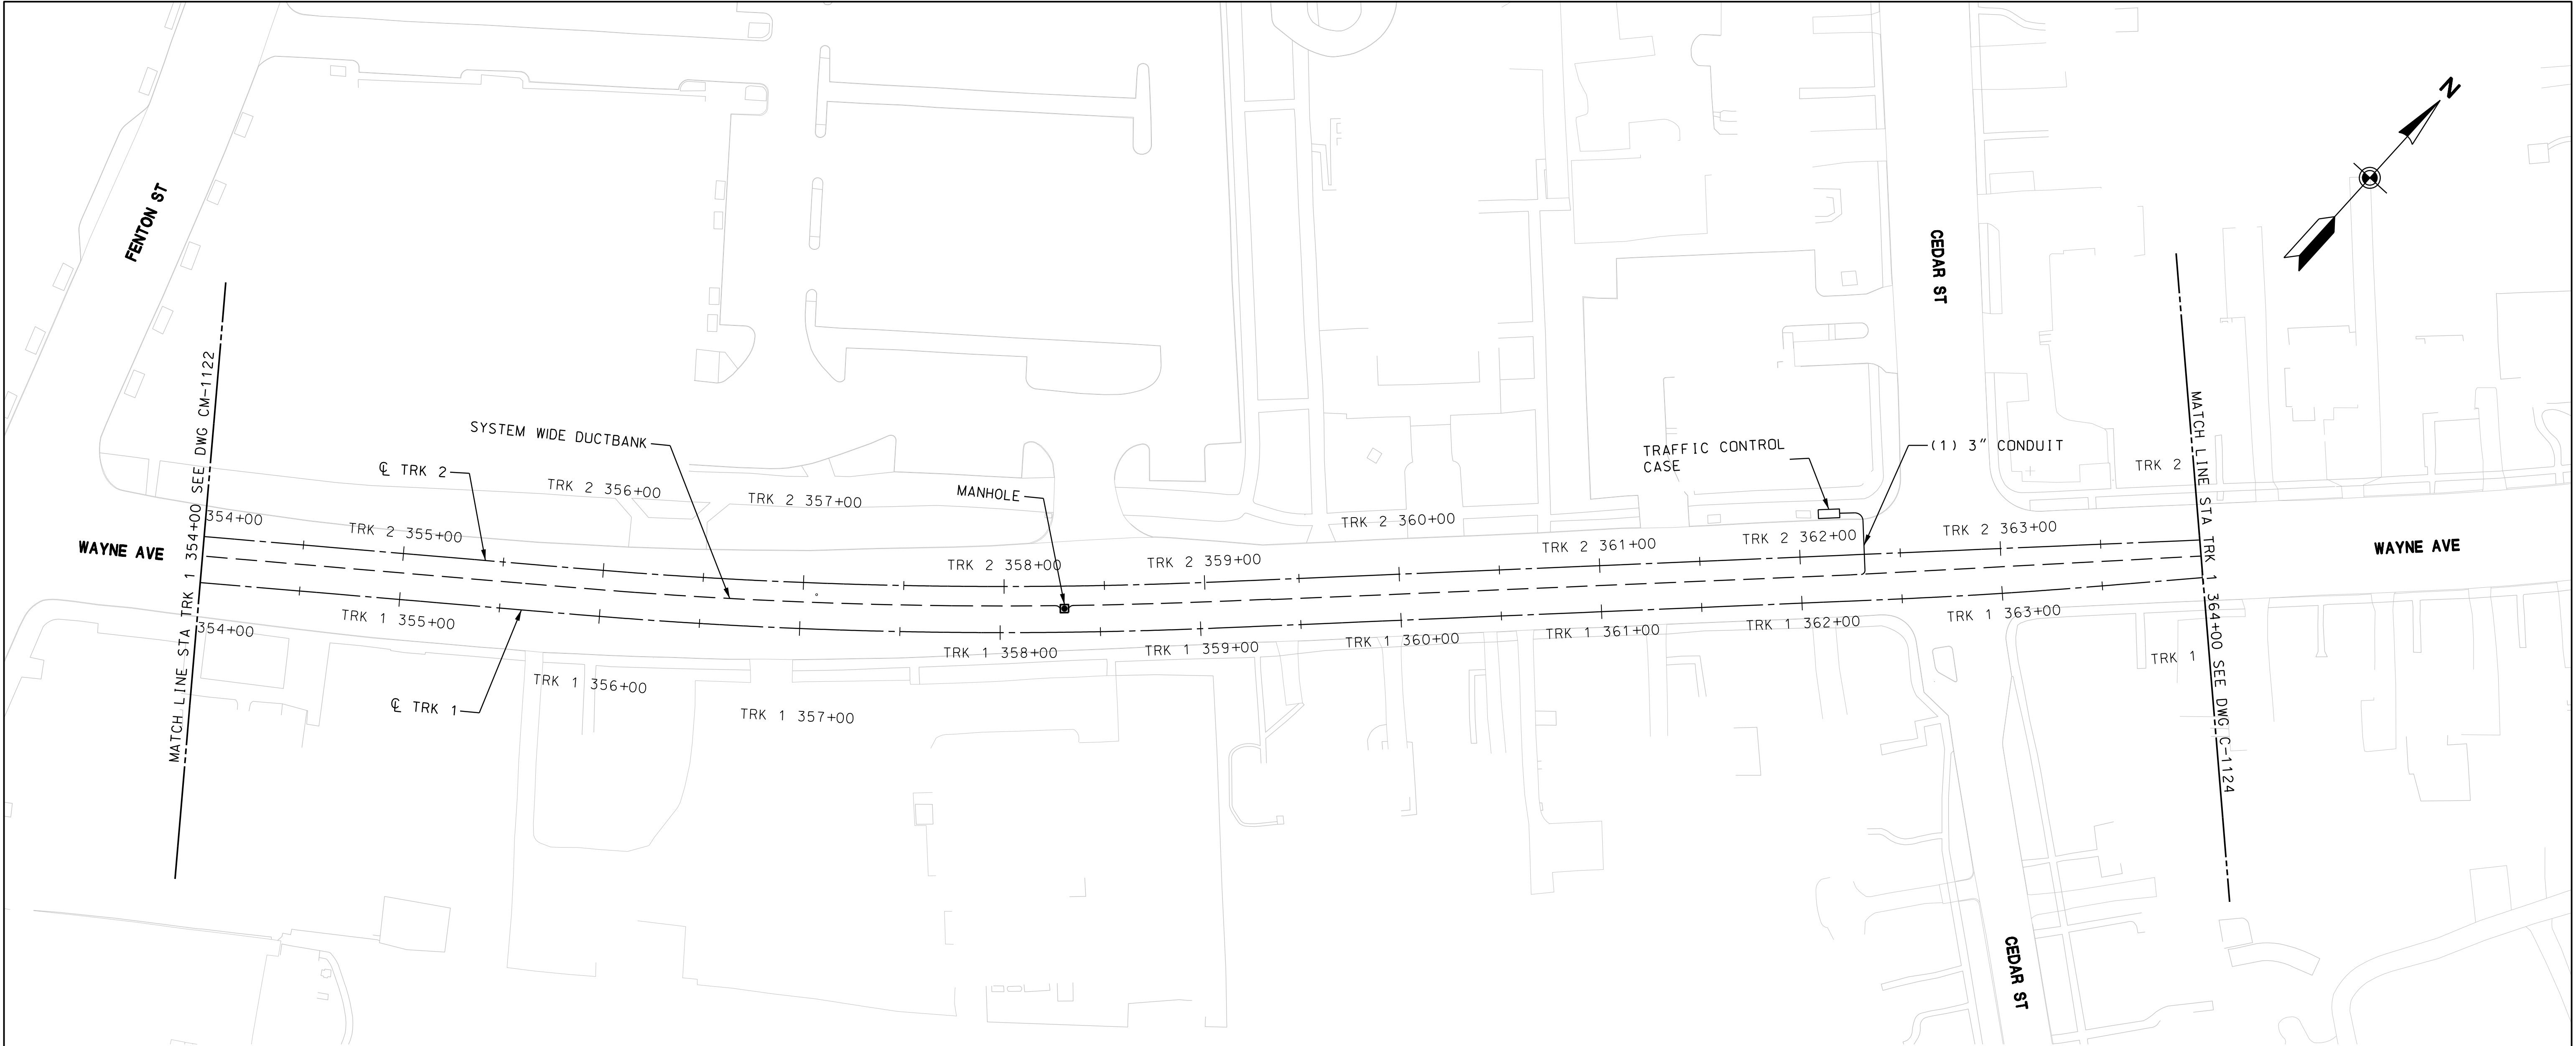 N
FENTON ST
CEDAR ST
MATCH LINE STA TRK 1 354+00 SEE DWG CM-1122
SYSTEM WIDE DUCTBANK
℄ TRK 2
TRK 2 356+00
TRK 2 357+00
MANHOLE
TRAFFIC CONTROL
CASE
(1) 3" CONDUIT
TRK 2
MATCH LINE STA TRK 1 364+00 SEE DWG C-1124
354+00
TRK 2 355+00
TRK 2 358+00
TRK 2 359+00
TRK 2 360+00
TRK 2 361+00
TRK 2 362+00
TRK 2 363+00
WAYNE AVE
WAYNE AVE
354+00
TRK 1 355+00
TRK 1 356+00
TRK 1 357+00
TRK 1 358+00
TRK 1 359+00
TRK 1 360+00
TRK 1 361+00
TRK 1 362+00
TRK 1 363+00
TRK 1
℄ TRK 1
CEDAR ST